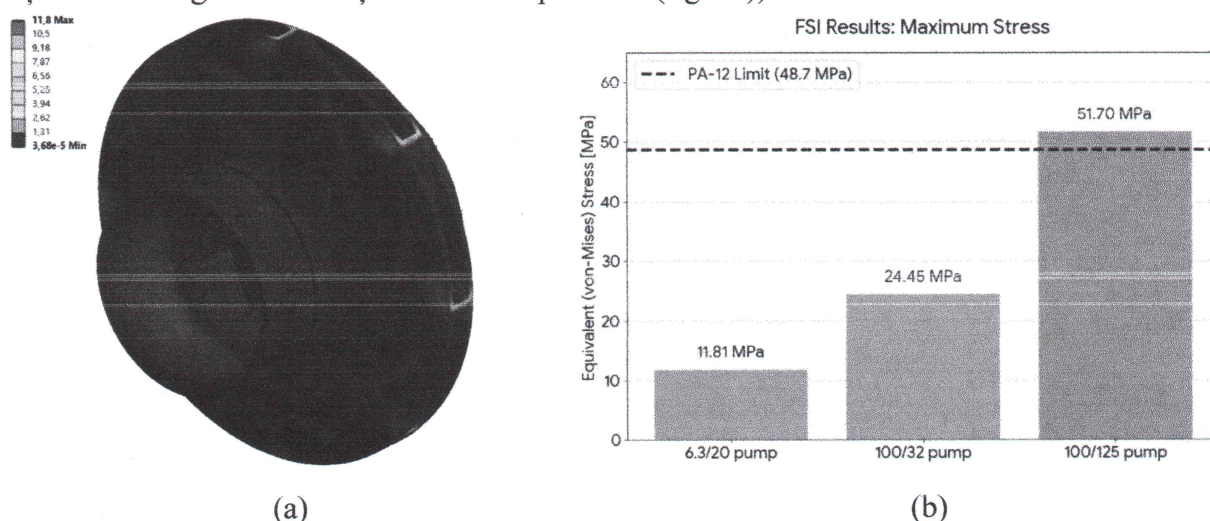 11,8 Max
10,5
9,18
7,87
6,56
5,25
3,94
2,62
1,31
3,68e-5 Min
FSI Results: Maximum Stress
PA-12 Limit (48.7 MPa)
Equivalent (von-Mises) Stress [MPa]
60
50
40
30
20
10
0
11.81 MPa
24.45 MPa
51.70 MPa
6.3/20 pump
100/32 pump
100/125 pump
(a)
(b)